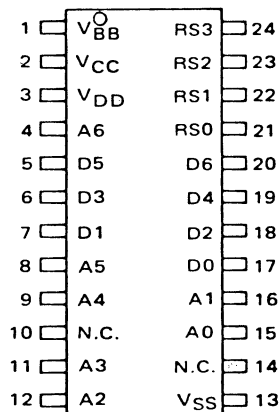 1 VBB RS3 24
2 VCC RS2 23
3 VDD RS1 22
4 A6 RS0 21
5 D5 D6 20
6 D3 D4 19
7 D1 D2 18
8 A5 D0 17
9 A4 A1 16
10 N.C. A0 15
11 A3 N.C. 14
12 A2 VSS 13